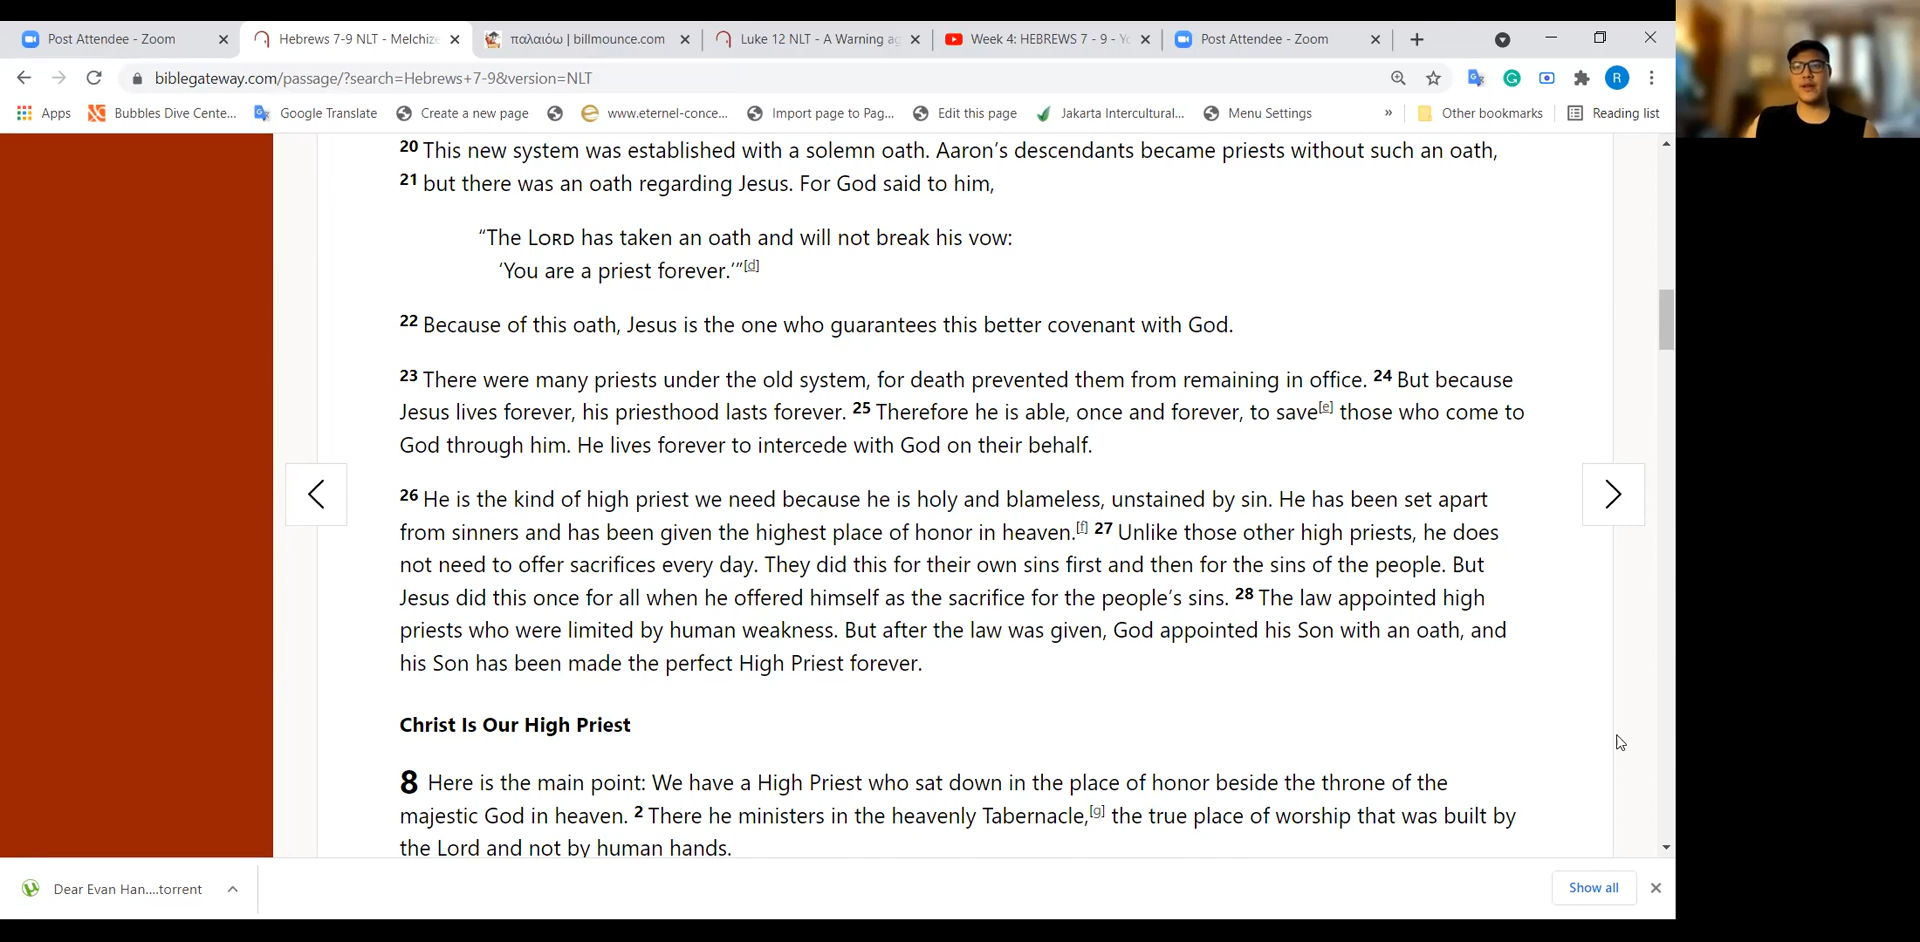 Post Attendee - Zoom
Hebrews 7-9 NLT - Melchize
παλαιόω | billmounce.com
Luke 12 NLT - A Warning ag
Week 4: HEBREWS 7 - 9 - Yo
Post Attendee - Zoom
biblegateway.com/passage/?search=Hebrews+7-9&version=NLT
R
Apps
Bubbles Dive Cente...
Google Translate
Create a new page
www.eternel-conce...
Import page to Pag...
Edit this page
Jakarta Intercultural...
Menu Settings
»
Other bookmarks
Reading list
20 This new system was established with a solemn oath. Aaron’s descendants became priests without such an oath,
21 but there was an oath regarding Jesus. For God said to him,
“The LORD has taken an oath and will not break his vow:
‘You are a priest forever.’”[d]
22 Because of this oath, Jesus is the one who guarantees this better covenant with God.
23 There were many priests under the old system, for death prevented them from remaining in office. 24 But because
Jesus lives forever, his priesthood lasts forever. 25 Therefore he is able, once and forever, to save[e] those who come to
God through him. He lives forever to intercede with God on their behalf.
26 He is the kind of high priest we need because he is holy and blameless, unstained by sin. He has been set apart
from sinners and has been given the highest place of honor in heaven.[f] 27 Unlike those other high priests, he does
not need to offer sacrifices every day. They did this for their own sins first and then for the sins of the people. But
Jesus did this once for all when he offered himself as the sacrifice for the people’s sins. 28 The law appointed high
priests who were limited by human weakness. But after the law was given, God appointed his Son with an oath, and
his Son has been made the perfect High Priest forever.
Christ Is Our High Priest
8 Here is the main point: We have a High Priest who sat down in the place of honor beside the throne of the
majestic God in heaven. 2 There he ministers in the heavenly Tabernacle,[g] the true place of worship that was built by
the Lord and not by human hands.
Dear Evan Han....torrent
Show all